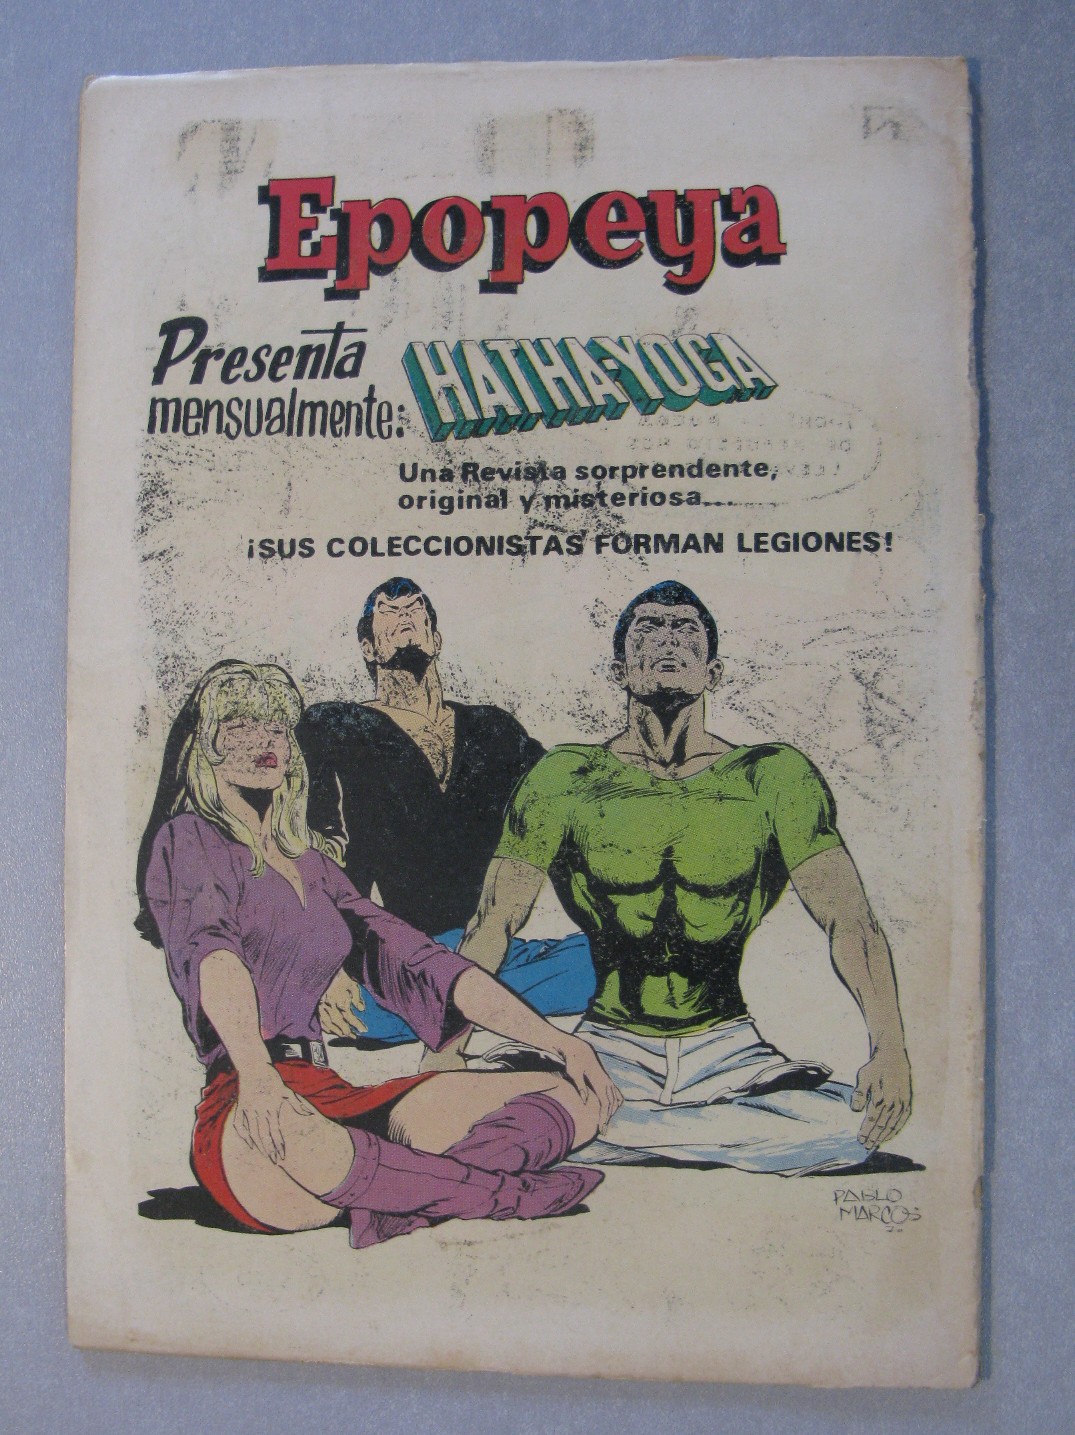 Epopeya
Presenta
mensualmente:
HATHA-YOGA
Una Revista sorprendente,
original y misteriosa...
¡SUS COLECCIONISTAS FORMAN LEGIONES!
PABLO
MARCOS